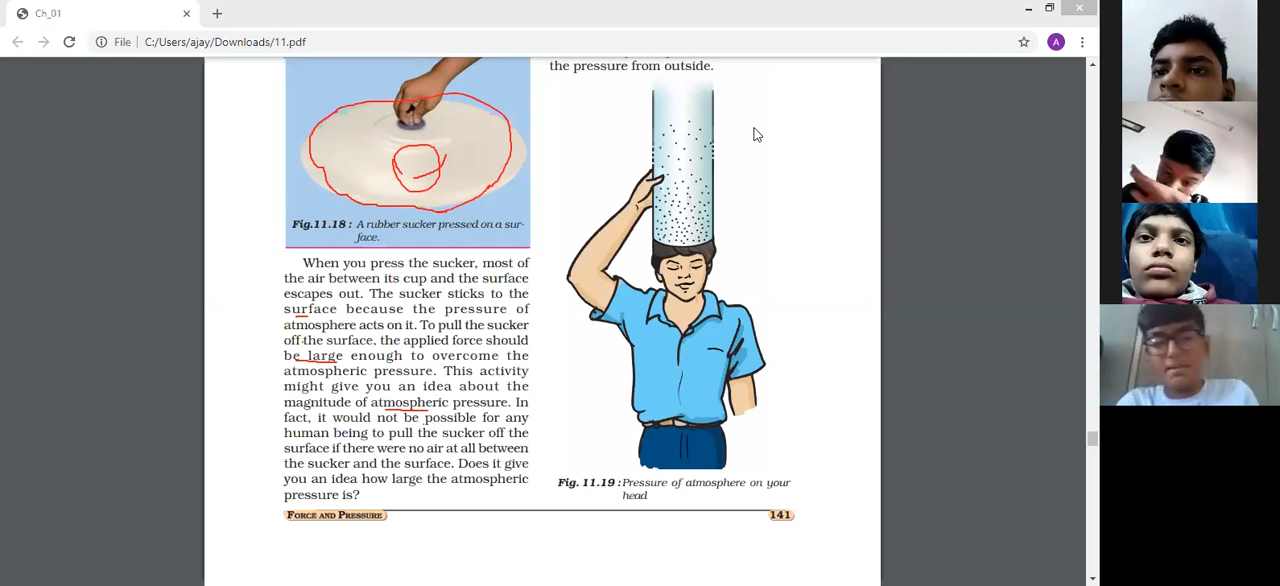 Ch_01
File
C:/Users/ajay/Downloads/11.pdf
A
the pressure from outside.
Fig.11.18 : A rubber sucker pressed on a sur-
face.
When you press the sucker, most of
the air between its cup and the surface
escapes out. The sucker sticks to the
surface because the pressure of
atmosphere acts on it. To pull the sucker
off the surface, the applied force should
be large enough to overcome the
atmospheric pressure. This activity
might give you an idea about the
magnitude of atmospheric pressure. In
fact, it would not be possible for any
human being to pull the sucker off the
surface if there were no air at all between
the sucker and the surface. Does it give
you an idea how large the atmospheric
pressure is?
Fig. 11.19 : Pressure of atmosphere on your
head
FORCE AND PRESSURE
141